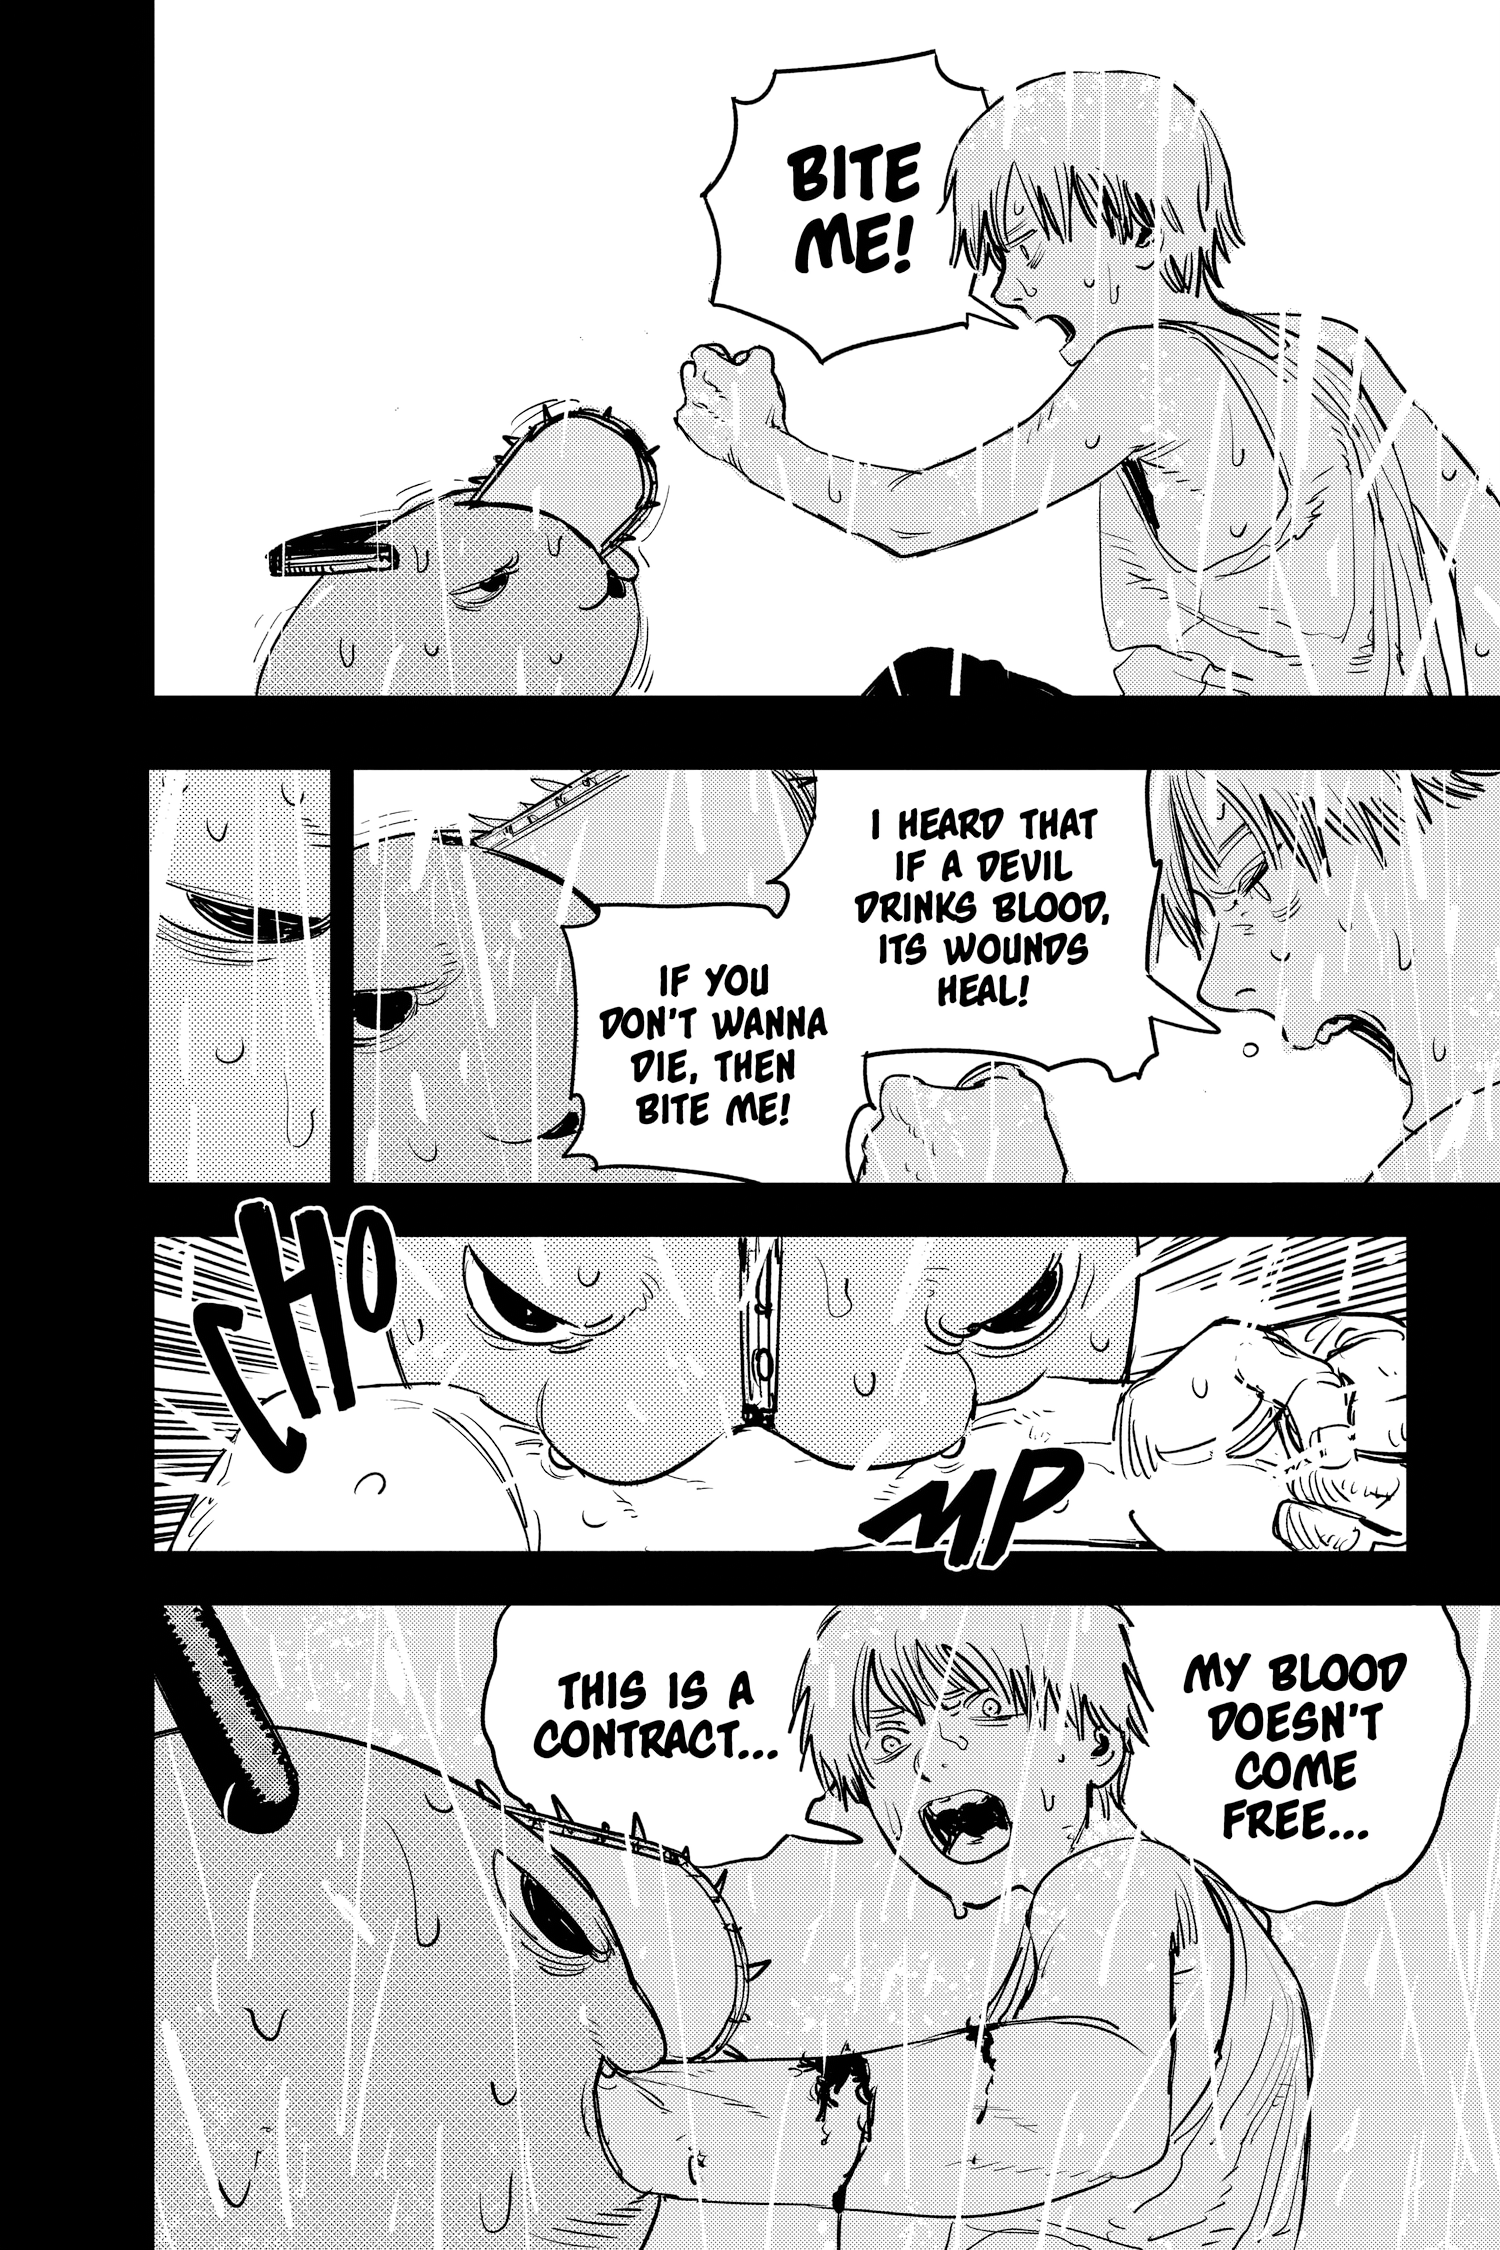 BITE
ME!
I HEARD THAT
IF A DEVIL
DRINKS BLOOD,
ITS WOUNDS
HEAL!
IF YOU
DON'T WANNA
DIE, THEN
BITE ME!
CHO
MP
MY BLOOD
DOESN'T
COME
FREE...
THIS IS A
CONTRACT...